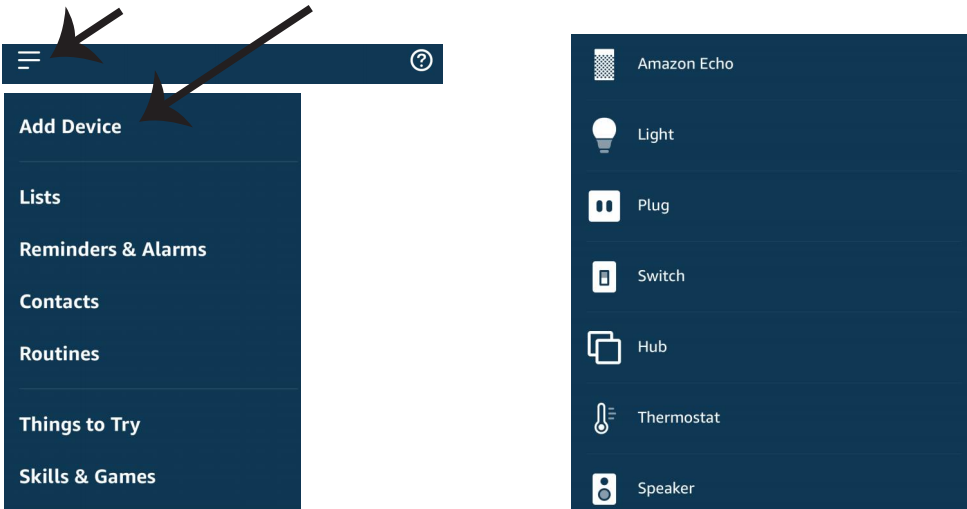 Add Device
Lists
Reminders & Alarms
Contacts
Routines
Things to Try
Skills & Games
Amazon Echo
Light
Plug
Switch
Hub
Thermostat
Speaker